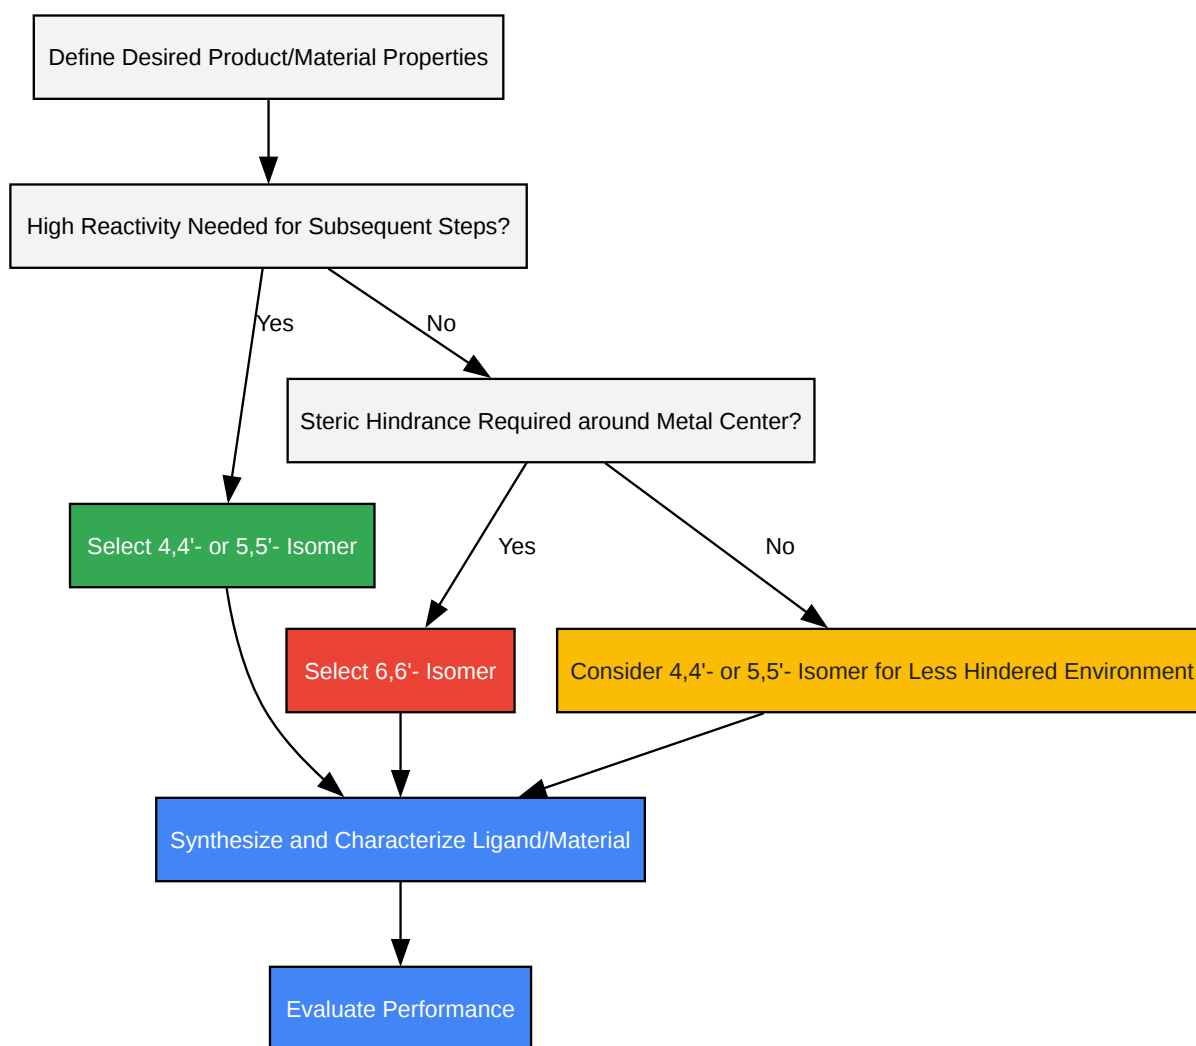 Define Desired Product/Material Properties
High Reactivity Needed for Subsequent Steps?
Yes
No
Steric Hindrance Required around Metal Center?
Select 4,4'- or 5,5'- Isomer
Yes
No
Select 6,6'- Isomer
Consider 4,4'- or 5,5'- Isomer for Less Hindered Environment
Synthesize and Characterize Ligand/Material
Evaluate Performance